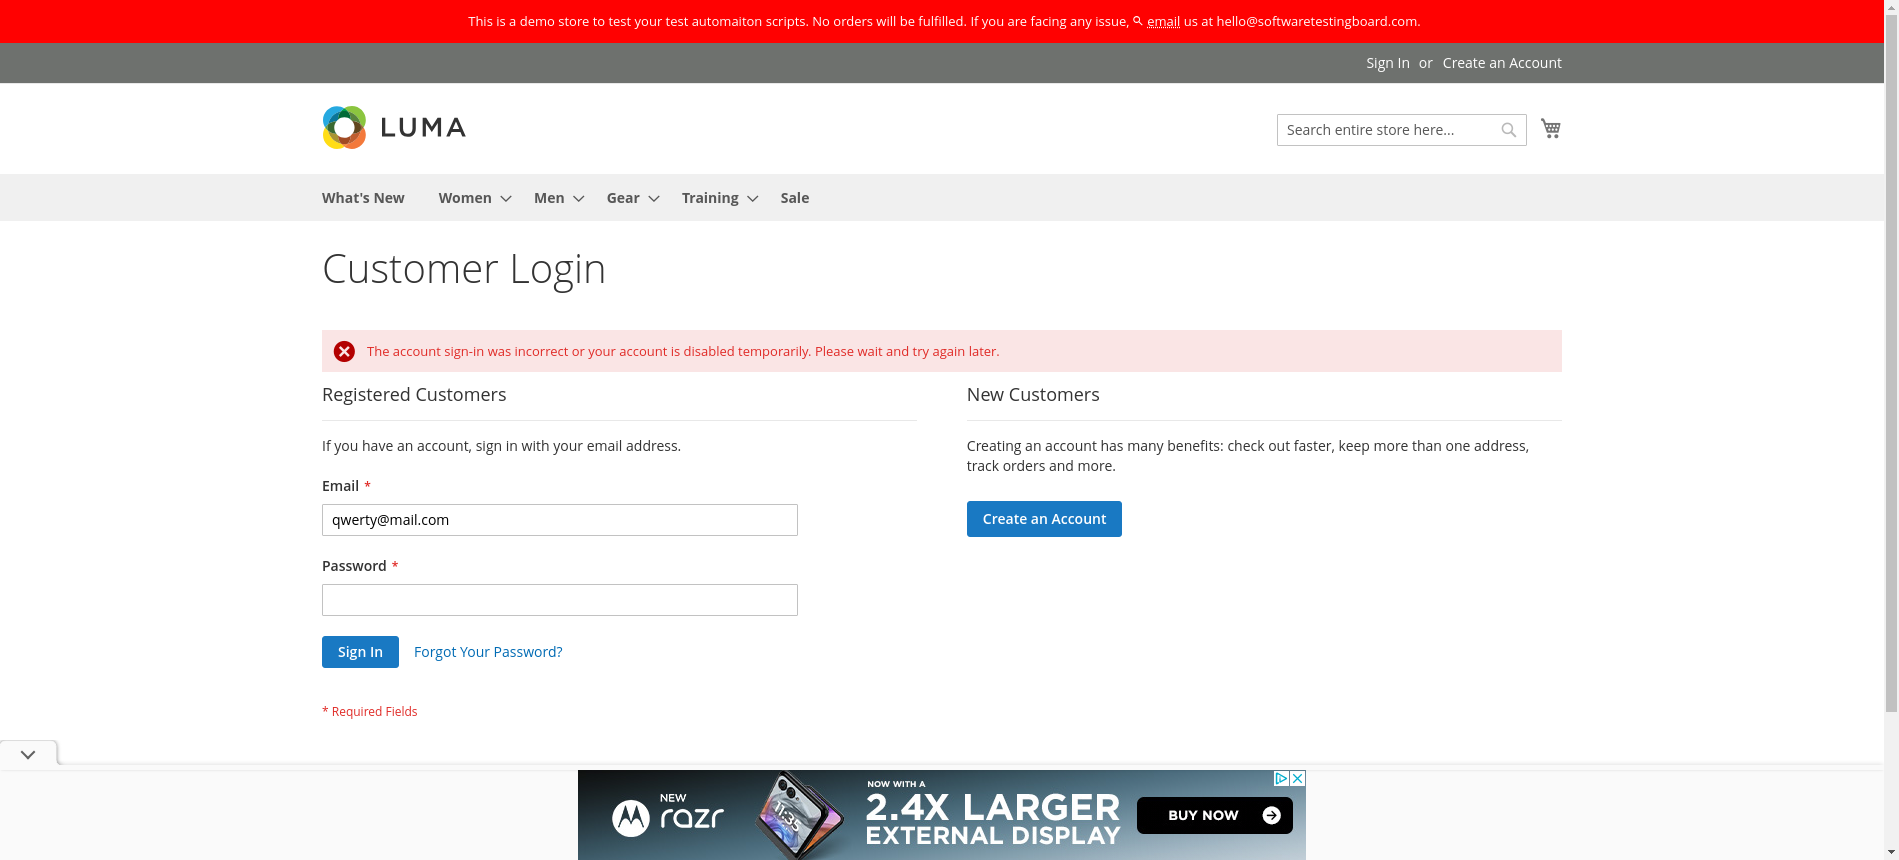 This is a demo store to test your test automaiton scripts. No orders will be fulfilled. If you are facing any issue, email us at hello@softwaretestingboard.com.
Sign In or Create an Account
LUMA
Search entire store here...
What's New Women Men Gear Training Sale
Customer Login
The account sign-in was incorrect or your account is disabled temporarily. Please wait and try again later.
Registered Customers
If you have an account, sign in with your email address.
Email *
qwerty@mail.com
Password *
Sign In Forgot Your Password?
* Required Fields
New Customers
Creating an account has many benefits: check out faster, keep more than one address,
track orders and more.
Create an Account
NEW
razr
11:35
NOW WITH A
2.4X LARGER
EXTERNAL DISPLAY
BUY NOW